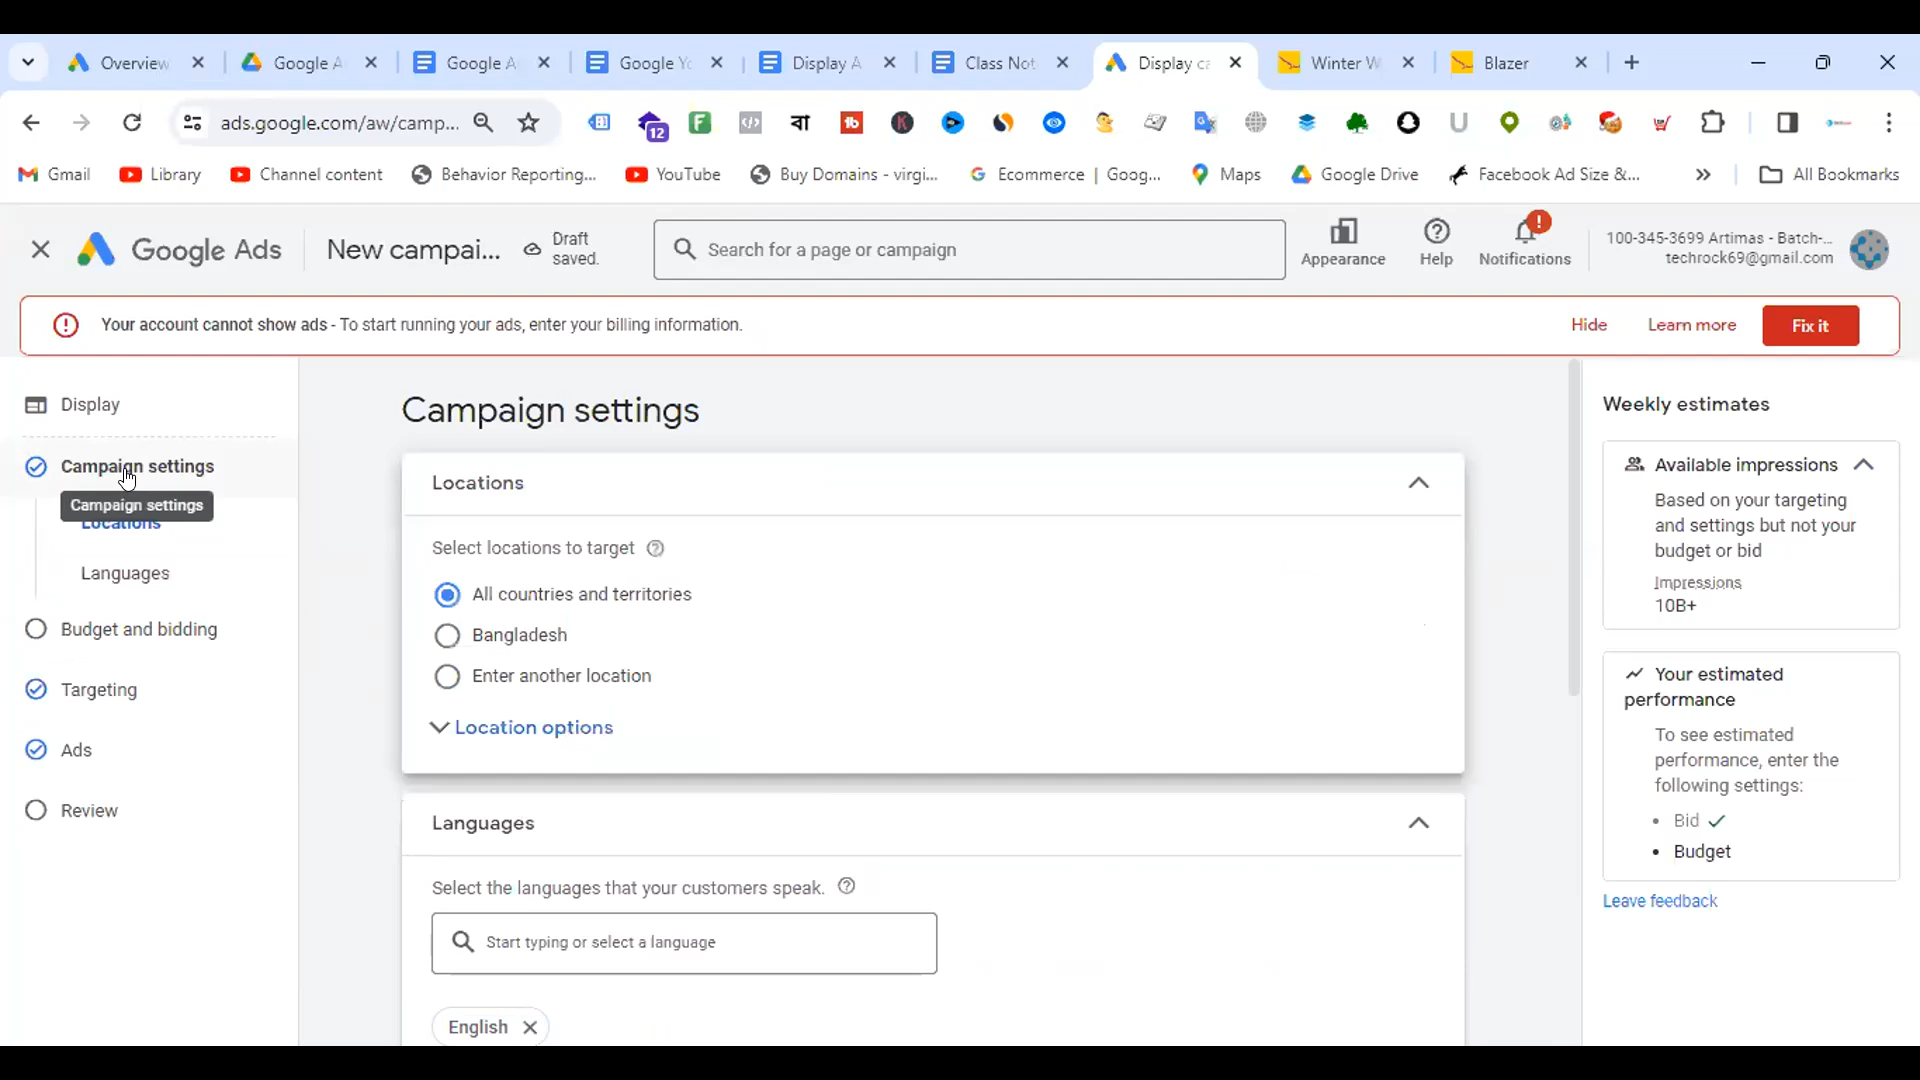 Overview
Google A
Google A
Google Yo
Display A
Class Not
Display ca
Winter W
Blazer
ads.google.com/aw/camp...
12
F
বা
K
U
Gmail
Library
Channel content
Behavior Reporting...
YouTube
Buy Domains - virgi...
Ecommerce | Goog...
Maps
Google Drive
Facebook Ad Size &...
All Bookmarks
Google Ads
New campai...
Draft
saved.
Search for a page or campaign
Appearance
Help
Notifications
100-345-3699 Artimas - Batch-...
techrock69@gmail.com
Your account cannot show ads - To start running your ads, enter your billing information.
Hide
Learn more
Fix it
Display
Campaign settings
Campaign settings
Locations
Languages
Budget and bidding
Targeting
Ads
Review
Campaign settings
Locations
Select locations to target
All countries and territories
Bangladesh
Enter another location
Location options
Languages
Select the languages that your customers speak.
Start typing or select a language
English
Weekly estimates
Available impressions
Based on your targeting
and settings but not your
budget or bid
Impressions
10B+
Your estimated
performance
To see estimated
performance, enter the
following settings:
• Bid
• Budget
Leave feedback